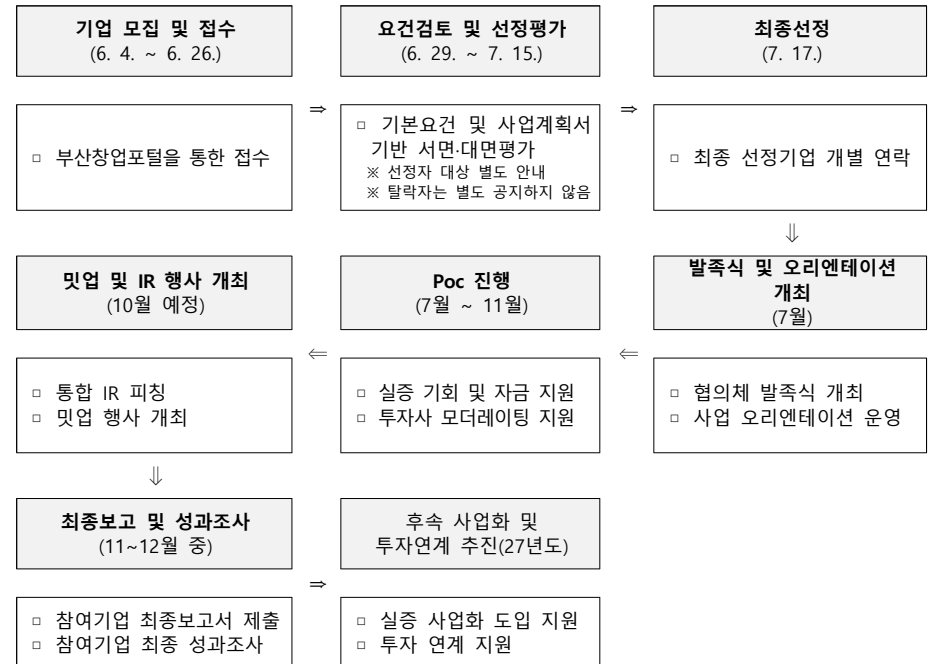 기업 모집 및 접수
(6. 4. ~ 6. 26.)
□ 부산창업포털을 통한 접수
⇒
요건검토 및 선정평가
(6. 29. ~ 7. 15.)
□ 기본요건 및 사업계획서
기반 서면·대면평가
※ 선정자 대상 별도 안내
※ 탈락자는 별도 공지하지 않음
⇒
최종선정
(7. 17.)
□ 최종 선정기업 개별 연락
⇓
발족식 및 오리엔테이션
개최
(7월)
□ 협의체 발족식 개최
□ 사업 오리엔테이션 운영
⇐
Poc 진행
(7월 ~ 11월)
□ 실증 기회 및 자금 지원
□ 투자사 모더레이팅 지원
⇐
밋업 및 IR 행사 개최
(10월 예정)
□ 통합 IR 피칭
□ 밋업 행사 개최
⇓
최종보고 및 성과조사
(11~12월 중)
□ 참여기업 최종보고서 제출
□ 참여기업 최종 성과조사
⇒
후속 사업화 및
투자연계 추진(27년도)
□ 실증 사업화 도입 지원
□ 투자 연계 지원